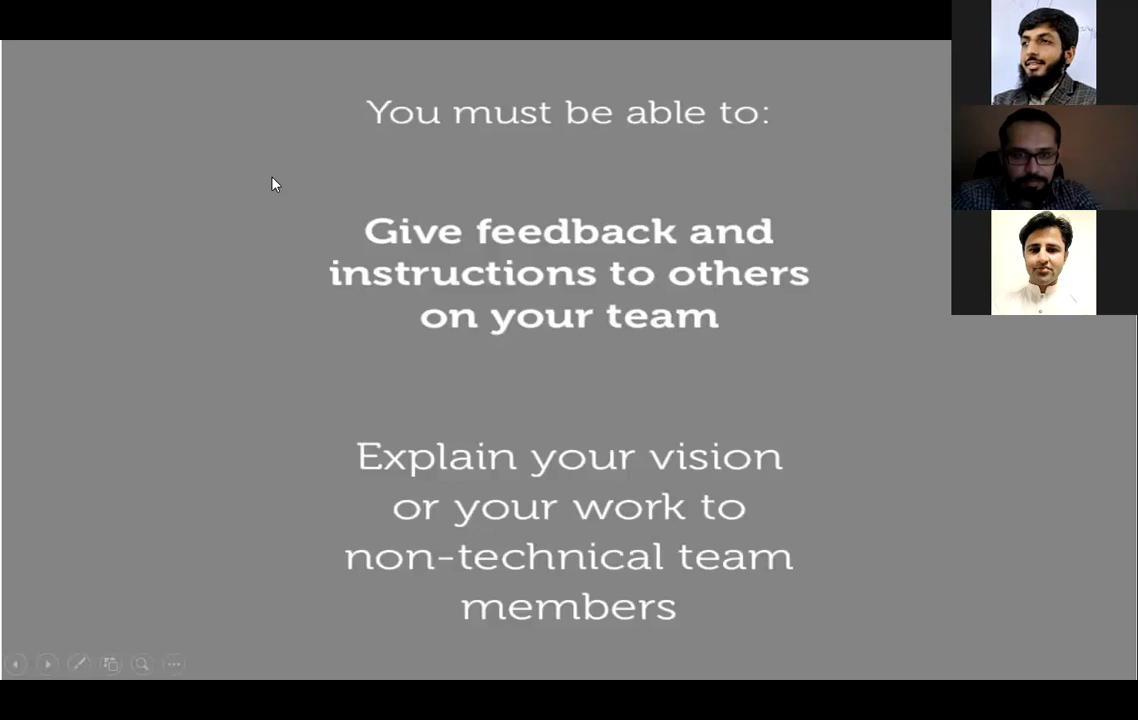 You must be able to:
Give feedback and
instructions to others
on your team
Explain your vision
or your work to
non-technical team
members